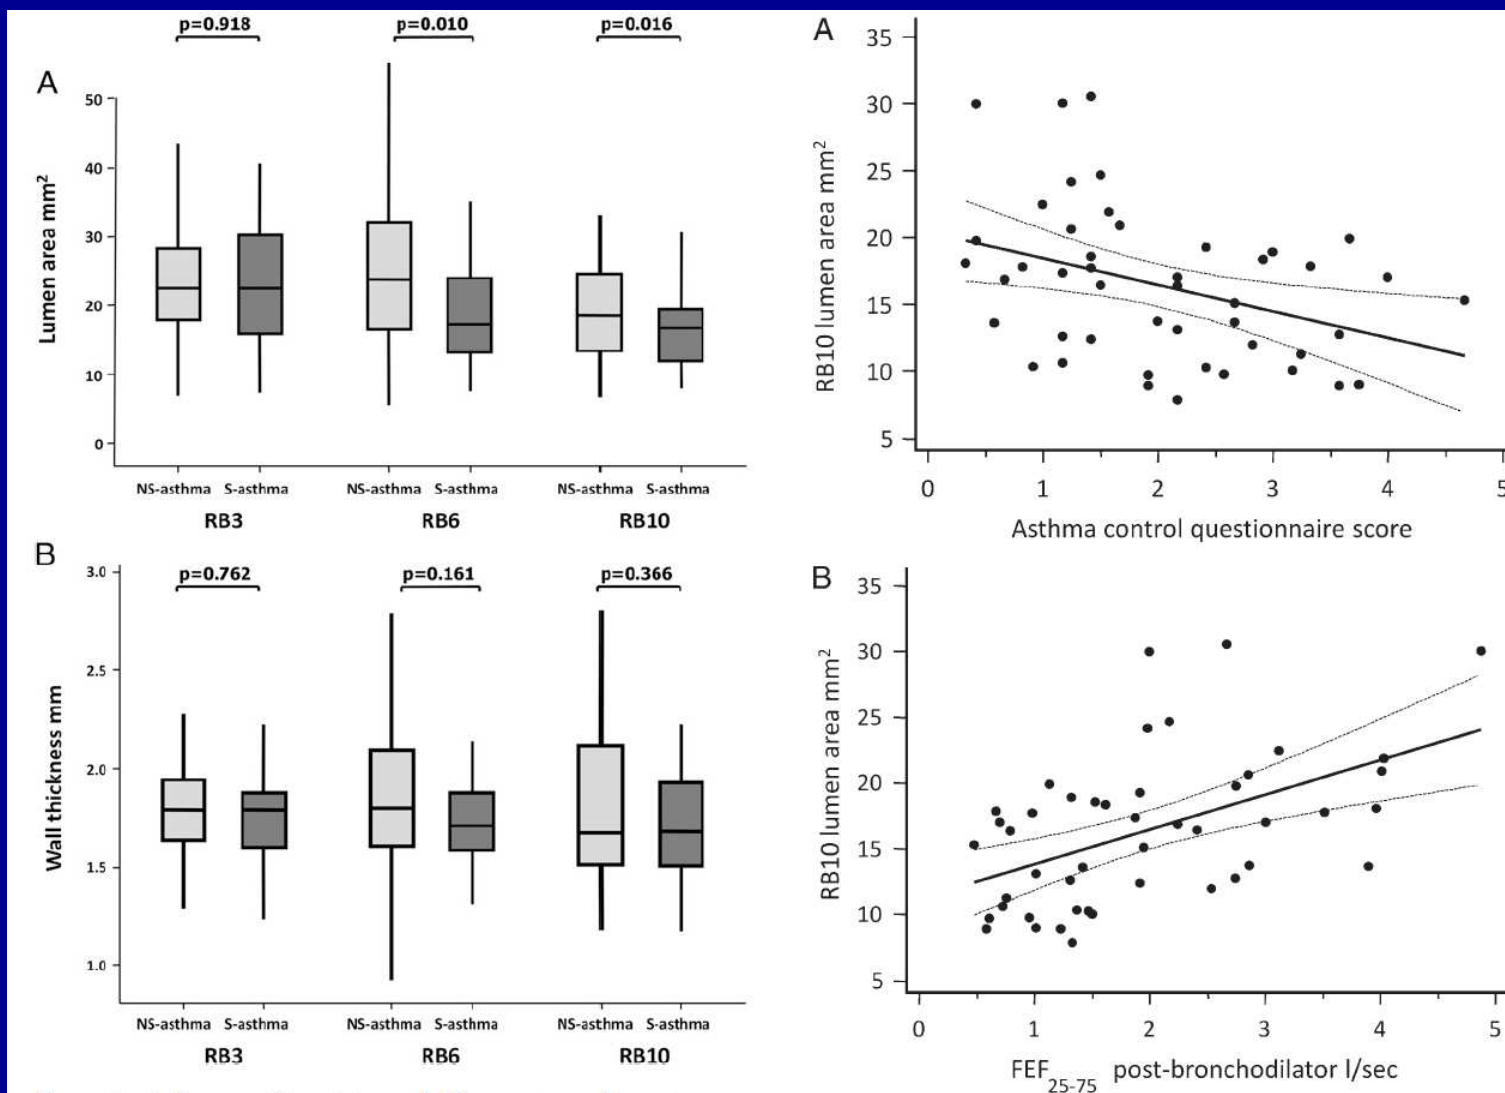 p=0.918 p=0.010 p=0.016
A
50
40
30
20
10
0
Lumen area mm²
NS-asthma S-asthma NS-asthma S-asthma NS-asthma S-asthma
RB3 RB6 RB10
B
p=0.762 p=0.161 p=0.366
3.0
2.5
2.0
1.5
1.0
Wall thickness mm
NS-asthma S-asthma NS-asthma S-asthma NS-asthma S-asthma
RB3 RB6 RB10
A
35
30
25
20
15
10
5
RB10 lumen area mm²
0 1 2 3 4 5
Asthma control questionnaire score
B
35
30
25
20
15
10
5
RB10 lumen area mm²
0 1 2 3 4 5
FEF25-75 post-bronchodilator l/sec